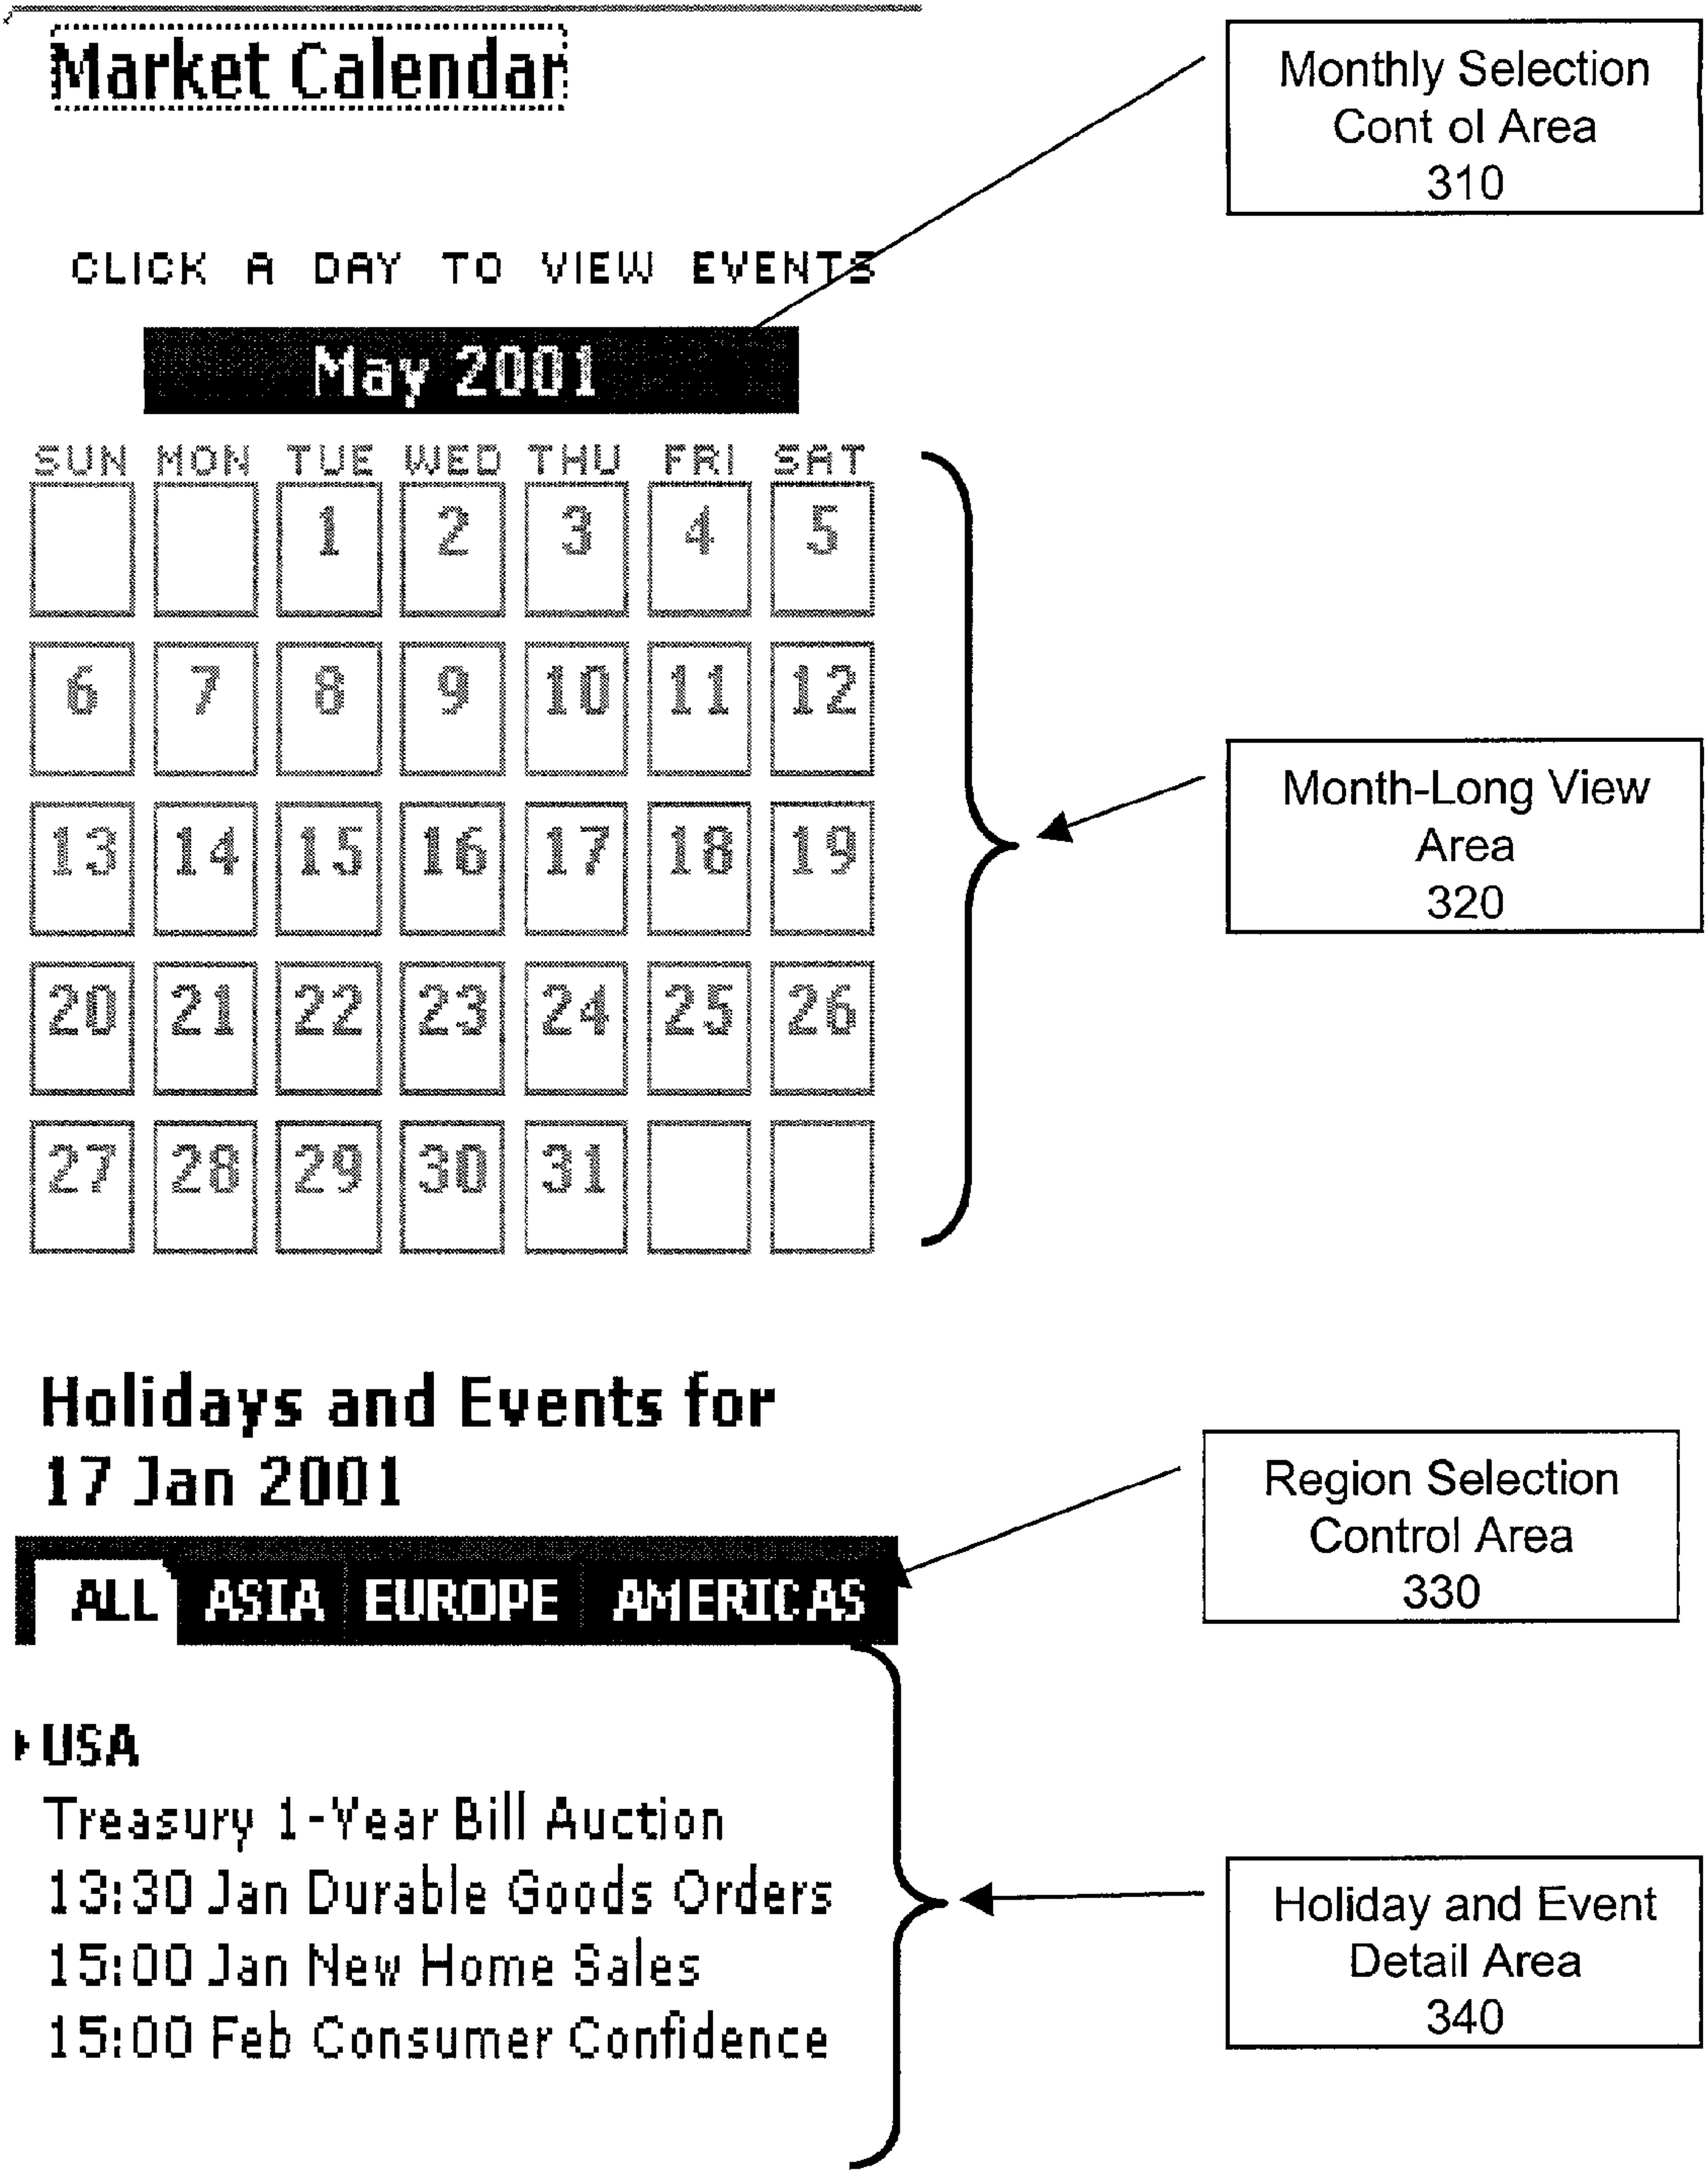 Market Calendar
Monthly Selection
Cont ol Area
310
CLICK A DAY TO VIEW EVENTS
May 2001
SUN MON TUE WED THU FRI SAT
1 2 3 4 5
6 7 8 9 10 11 12
13 14 15 16 17 18 19
20 21 22 23 24 25 26
27 28 29 30 31
Month-Long View
Area
320
Holidays and Events for
17 Jan 2001
Region Selection
Control Area
330
ALL ASIA EUROPE AMERICAS
USA
Treasury 1-Year Bill Auction
13:30 Jan Durable Goods Orders
15:00 Jan New Home Sales
15:00 Feb Consumer Confidence
Holiday and Event
Detail Area
340